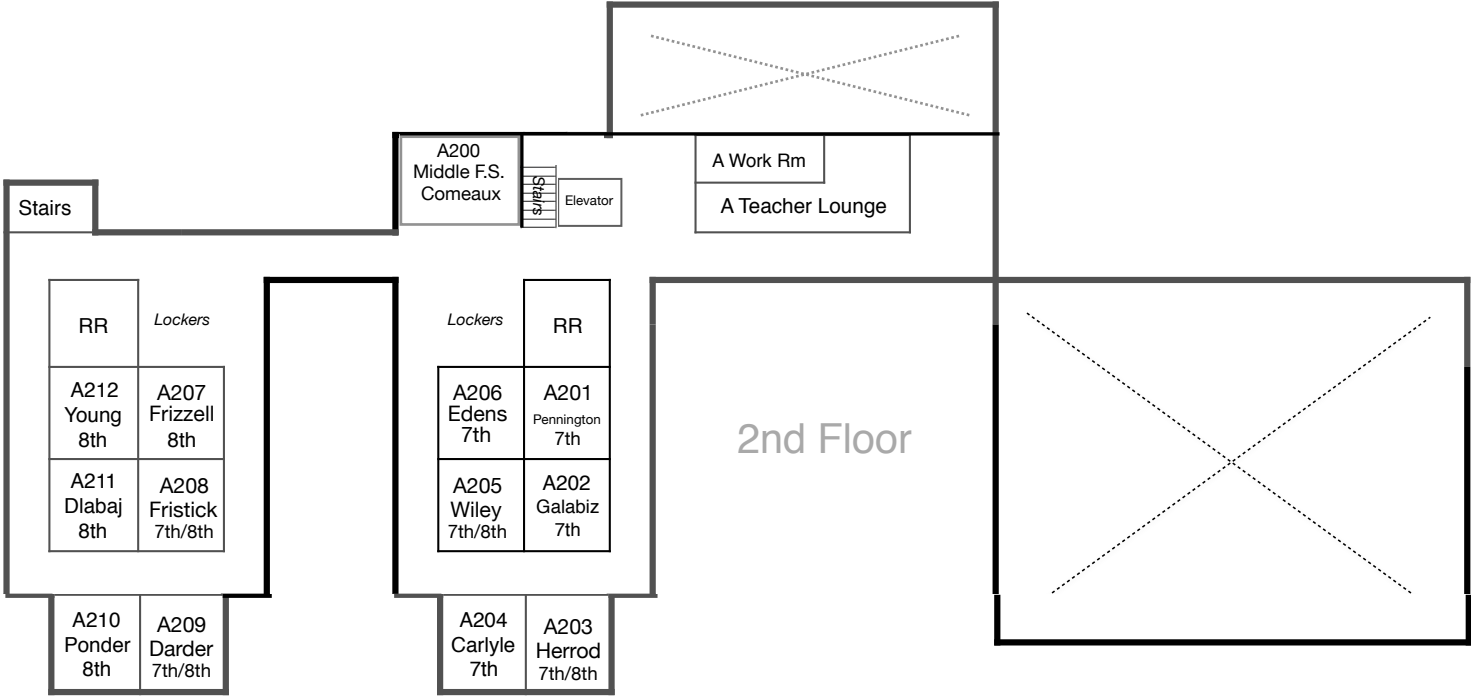 A200
Middle F.S.
Comeaux
Stairs
Elevator
A Work Rm
A Teacher Lounge
Stairs
RR
Lockers
Lockers
RR
A212
Young
8th
A207
Frizzell
8th
A206
Edens
7th
A201
Pennington
7th
2nd Floor
A211
Dlabaj
8th
A208
Fristick
7th/8th
A205
Wiley
7th/8th
A202
Galabiz
7th
A210
Ponder
8th
A209
Darder
7th/8th
A204
Carlyle
7th
A203
Herrod
7th/8th